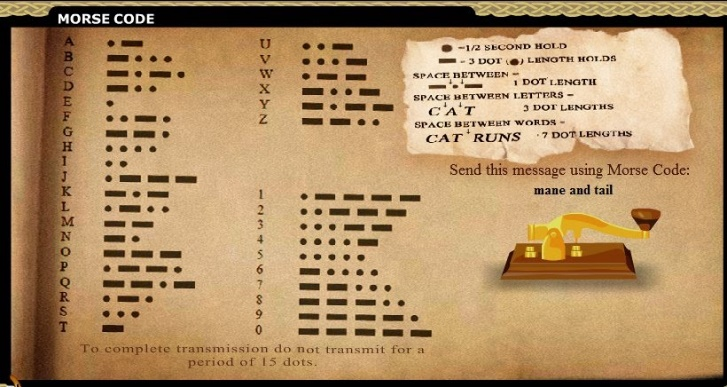 MORSE CODE
A
B
C
D
E
F
G
H
I
J
K
L
M
N
O
P
Q
R
S
T
U
V
W
X
Y
Z
1
2
3
4
5
6
7
8
9
0
=1/2 SECOND HOLD
= 3 DOT ( ) LENGTH HOLDS
SPACE BETWEEN =
1 DOT LENGTH
SPACE BETWEEN LETTERS =
CAT 3 DOT LENGTHS
SPACE BETWEEN WORDS =
CAT RUNS 7 DOT LENGTHS
Send this message using Morse Code:
mane and tail
To complete transmission do not transmit for a
period of 15 dots.